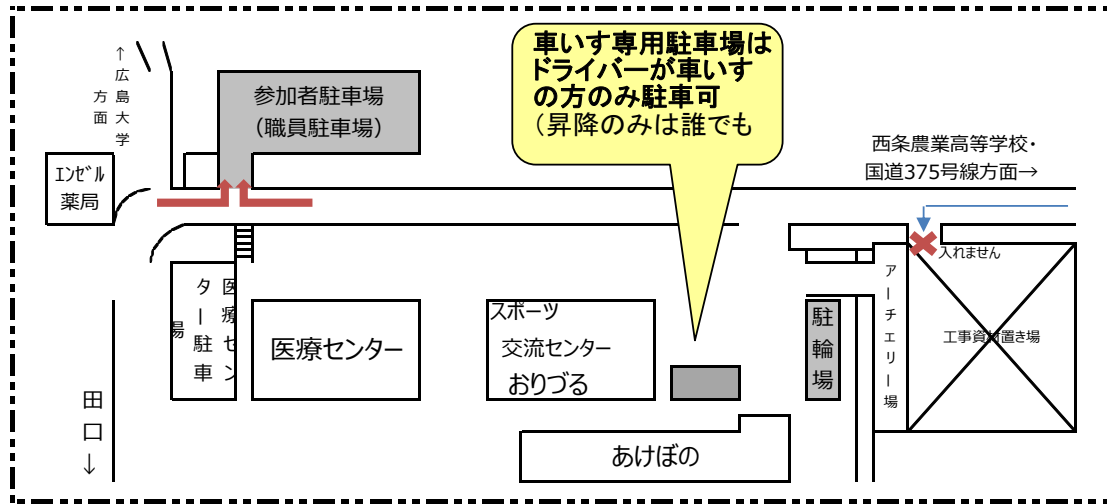 ←広島大学
方面
参加者駐車場
(職員駐車場)
車いす専用駐車場は
ドライバーが車いす
の方のみ駐車可
(昇降のみは誰でも
西条農業高等学校・
国道375号線方面→
エンゼル
薬局
入れません
医療センター駐車場
医療センター
スポーツ
交流センター
おりづる
駐輪場
アーチェリー場
工事資材置き場
田口→
あけぼの